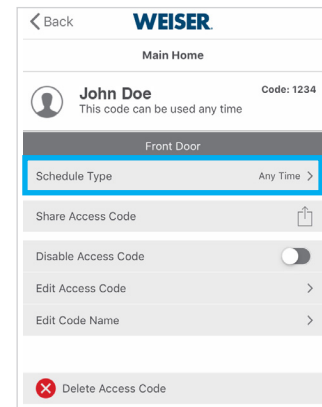 Back WEISER
Main Home
John Doe Code: 1234
This code can be used any time
Front Door
Schedule Type Any Time
Share Access Code
Disable Access Code
Edit Access Code
Edit Code Name
Delete Access Code